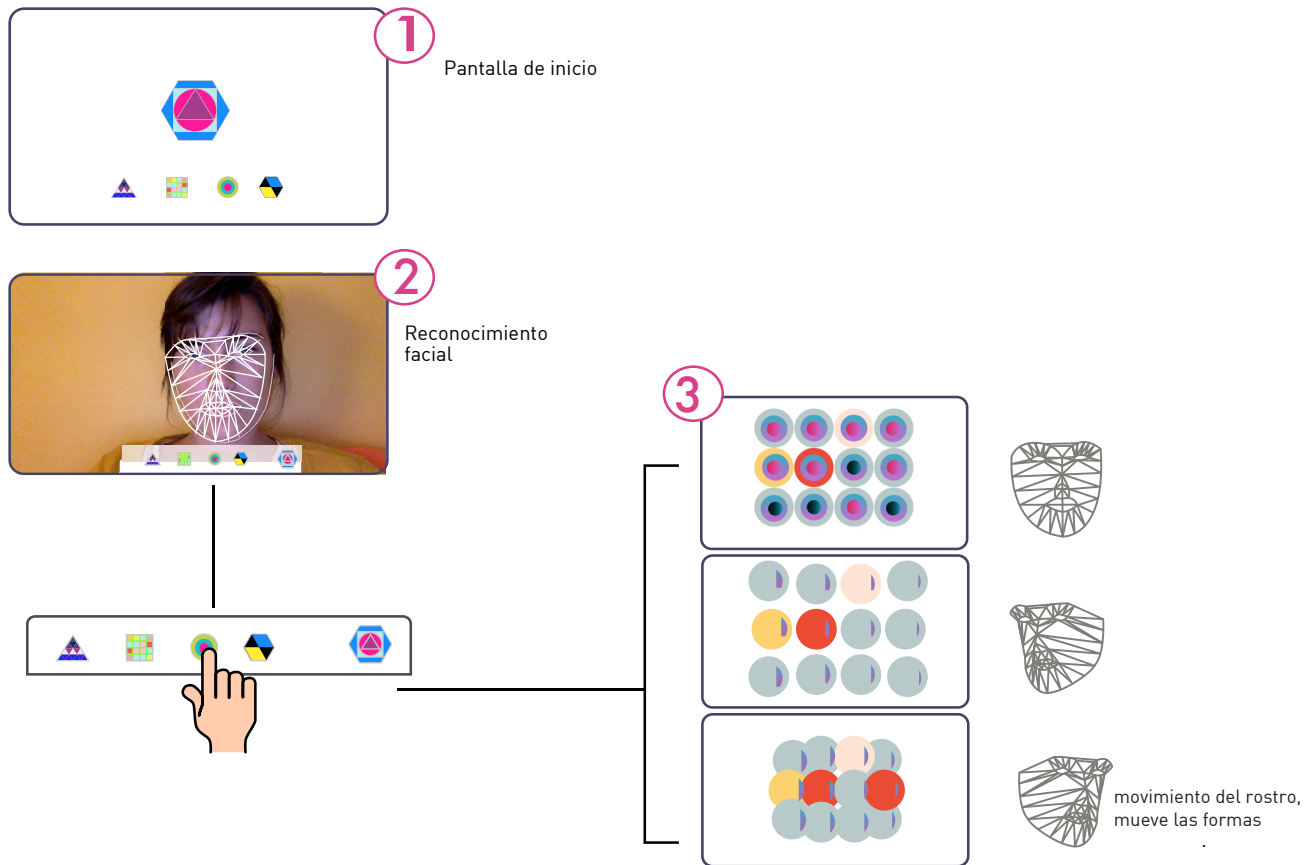 1
Pantalla de inicio
2
Reconocimiento
facial
3
movimiento del rostro,
mueve las formas
.